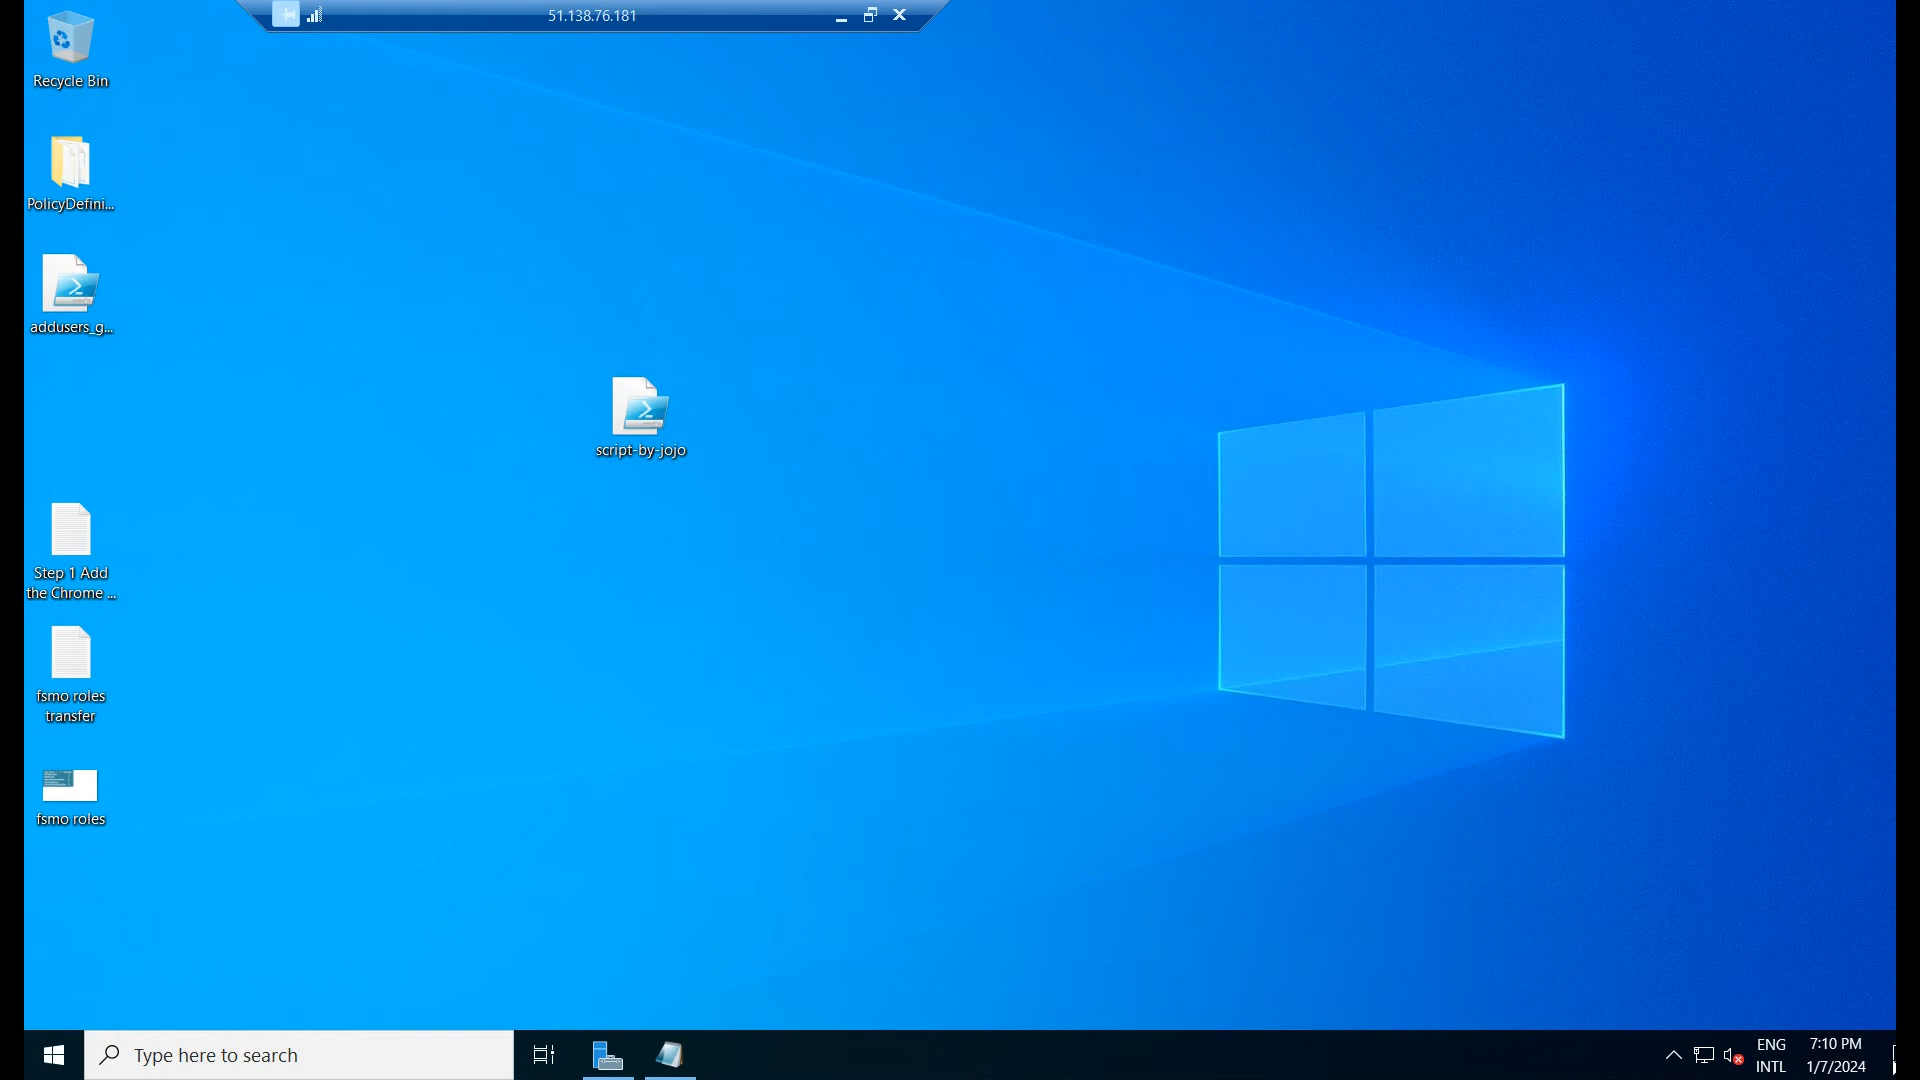 51.138.76.181
Recycle Bin
PolicyDefini...
addusers_g...
script-by-jojo
Step 1 Add
the Chrome ...
fsmo roles
transfer
fsmo roles
Type here to search
ENG
INTL
7:10 PM
1/7/2024